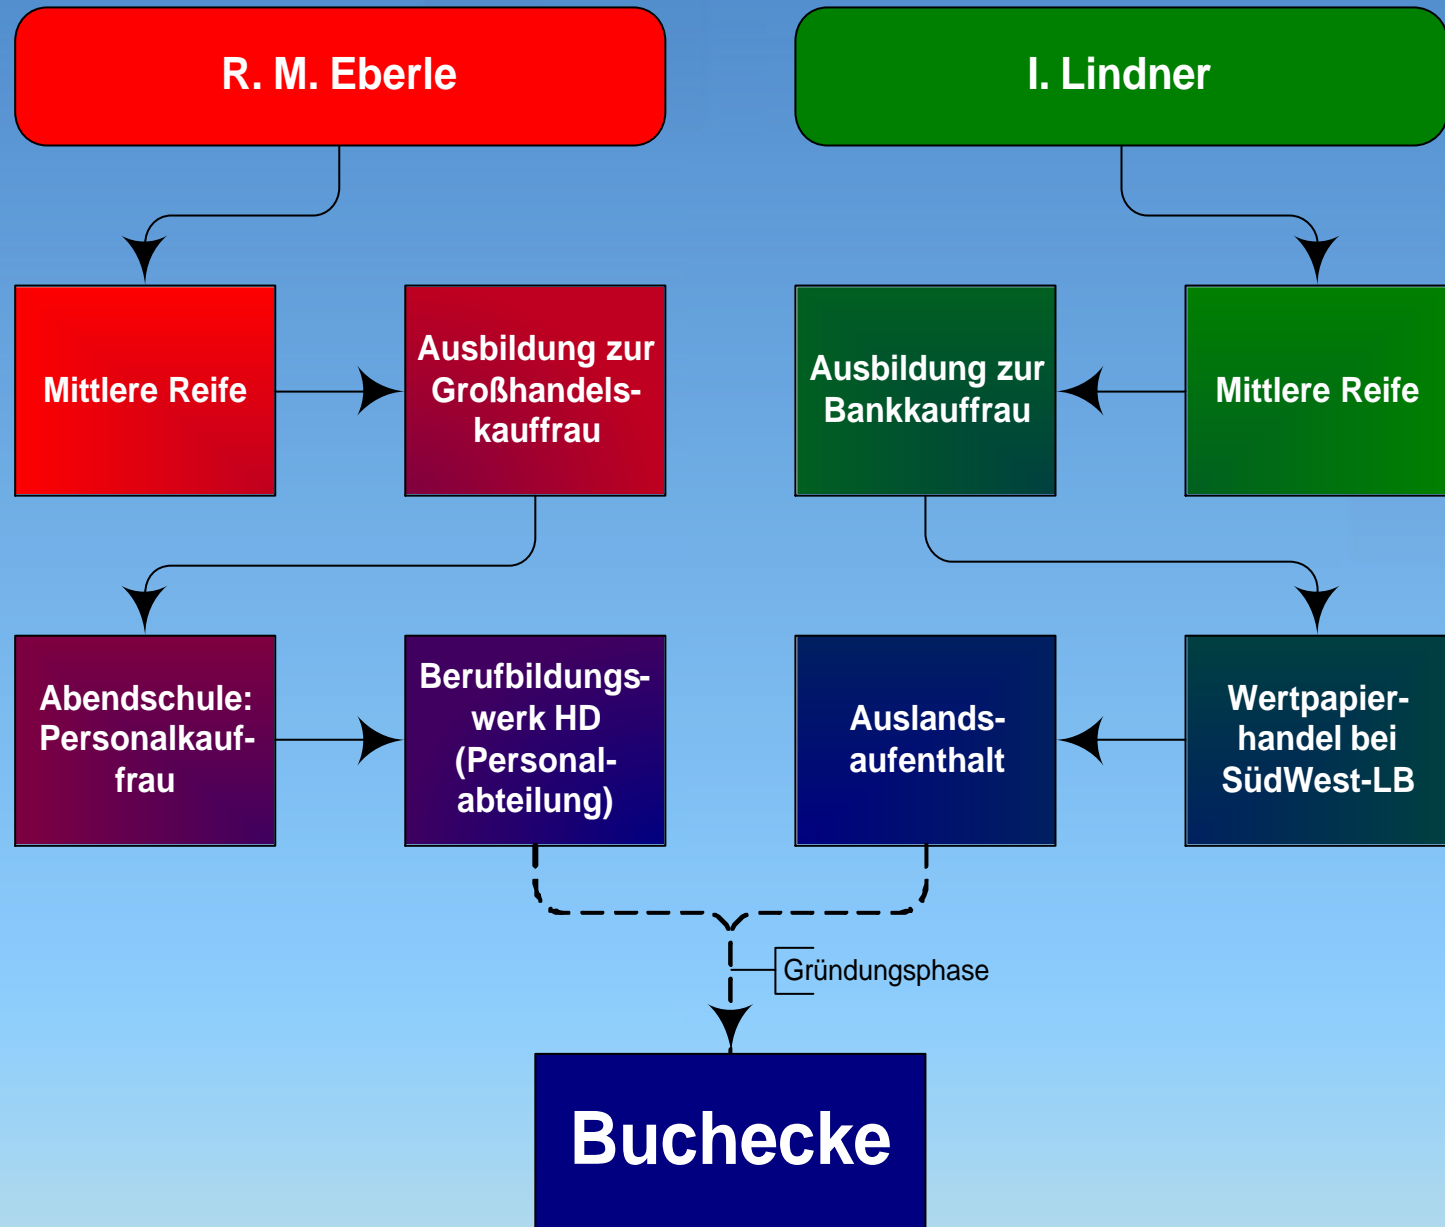 R. M. Eberle
I. Lindner
Mittlere Reife
Ausbildung zur
Großhandels-
kauffrau
Ausbildung zur
Bankkauffrau
Mittlere Reife
Abendschule:
Personalkauf-
frau
Berufbildungs-
werk HD
(Personal-
abteilung)
Auslands-
aufenthalt
Wertpapier-
handel bei
SüdWest-LB
Gründungsphase
Buchecke